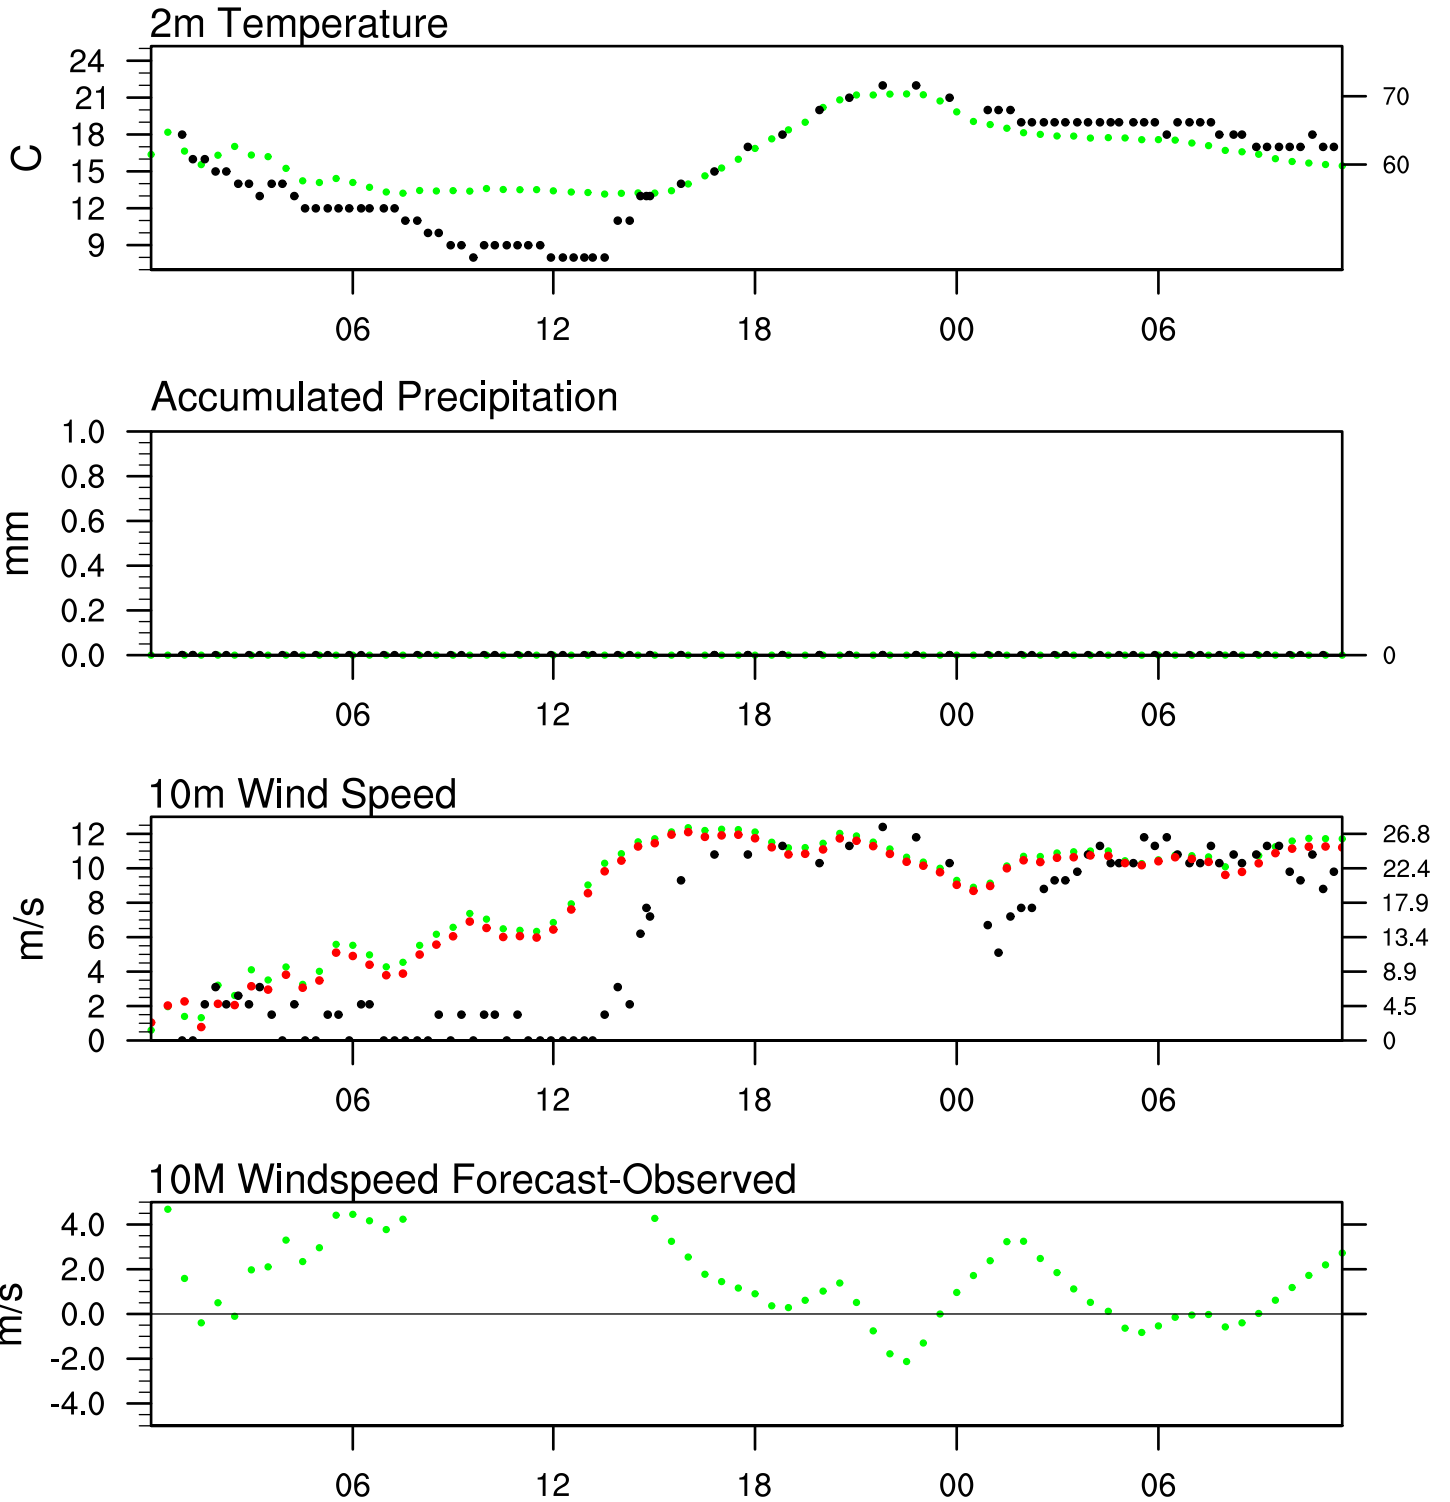 2m Temperature
24
21
18
15
12
9
C
70
60
06 12 18 00 06
Accumulated Precipitation
1.0
0.8
0.6
0.4
0.2
0.0
mm
0
06 12 18 00 06
10m Wind Speed
12
10
8
6
4
2
0
m/s
26.8
22.4
17.9
13.4
8.9
4.5
0
06 12 18 00 06
10M Windspeed Forecast-Observed
4.0
2.0
0.0
-2.0
-4.0
m/s
06 12 18 00 06